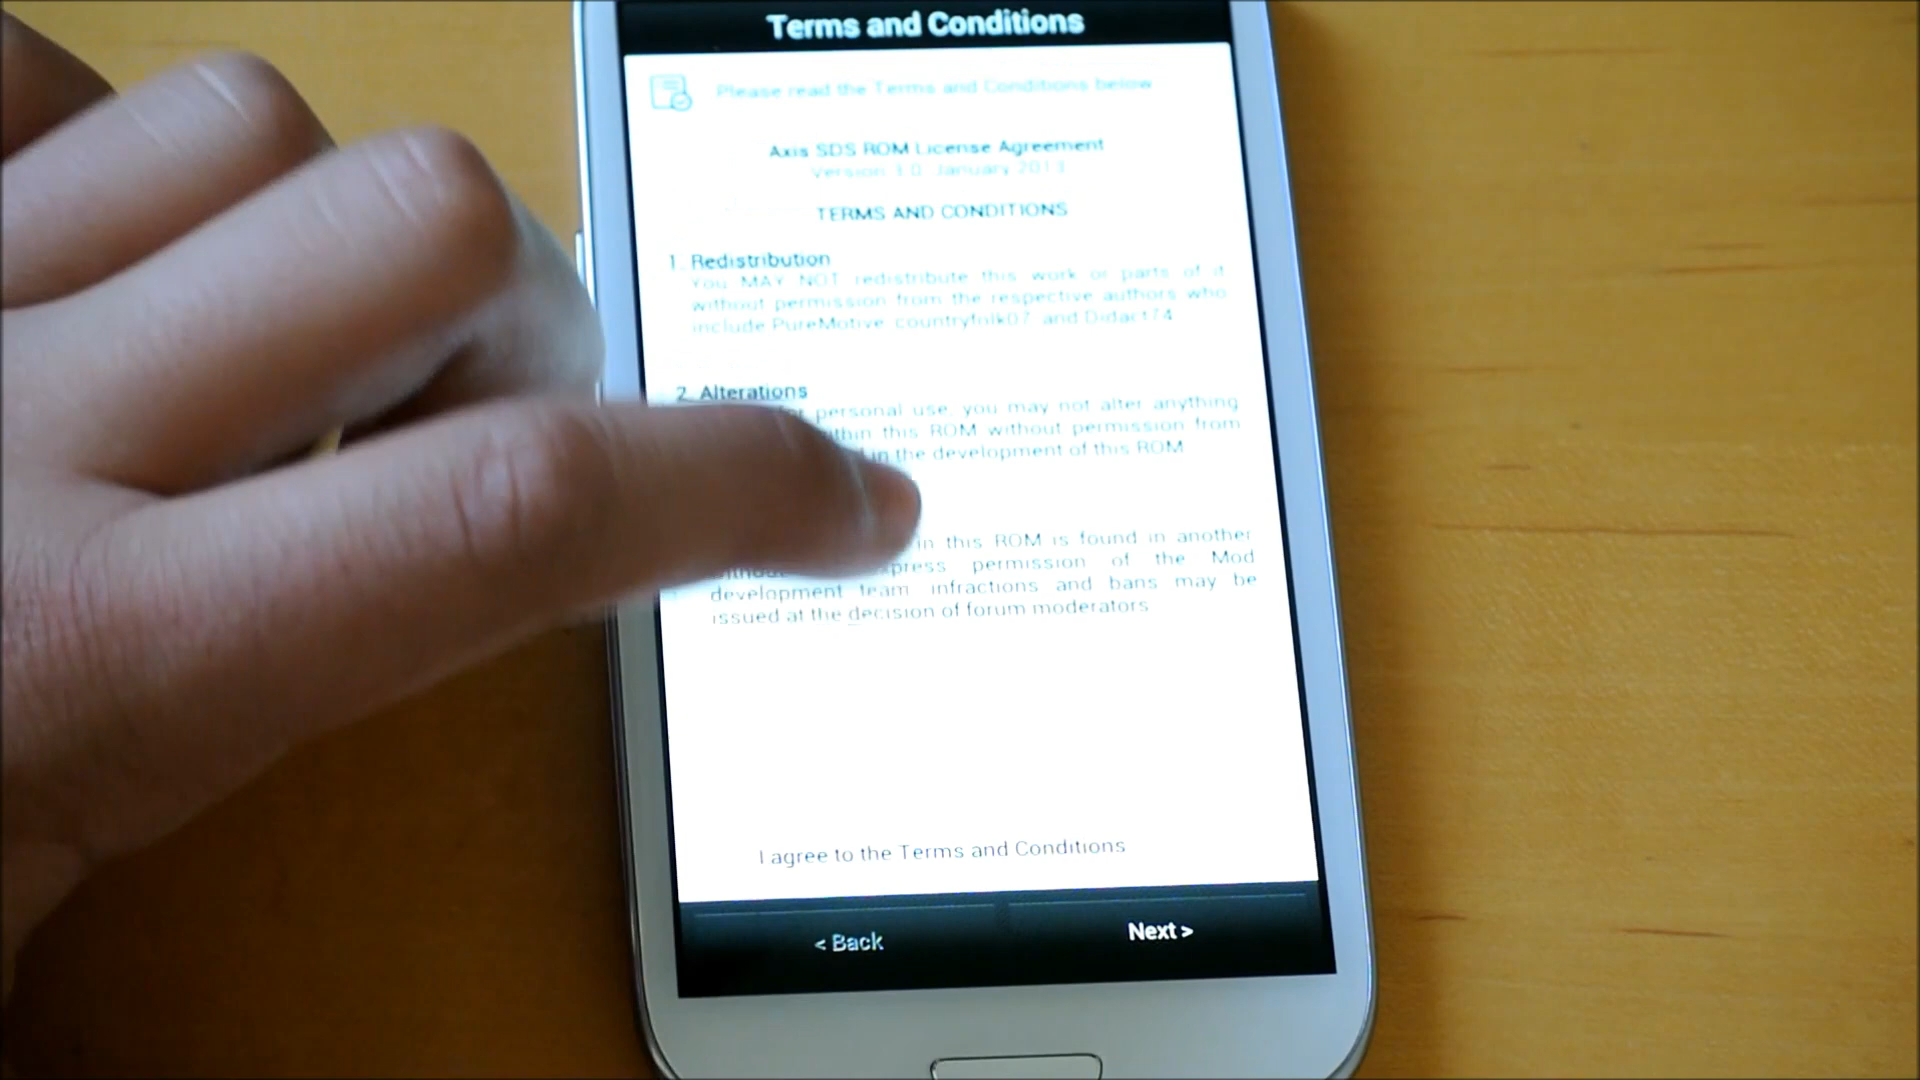 Terms and Conditions
Please read the Terms and Conditions below
Axis SDS ROM License Agreement
Version 1.0, January 2013
TERMS AND CONDITIONS
1. Redistribution
You MAY NOT redistribute this work or parts of it
without permission from the respective authors who
include PureMotive, countryfolk07, and Didact74
2. Alterations
for personal use, you may not alter anything
within this ROM without permission from
in the development of this ROM
in this ROM is found in another
without express permission of the Mod
development team, infractions and bans may be
issued at the decision of forum moderators
I agree to the Terms and Conditions
< Back
Next >